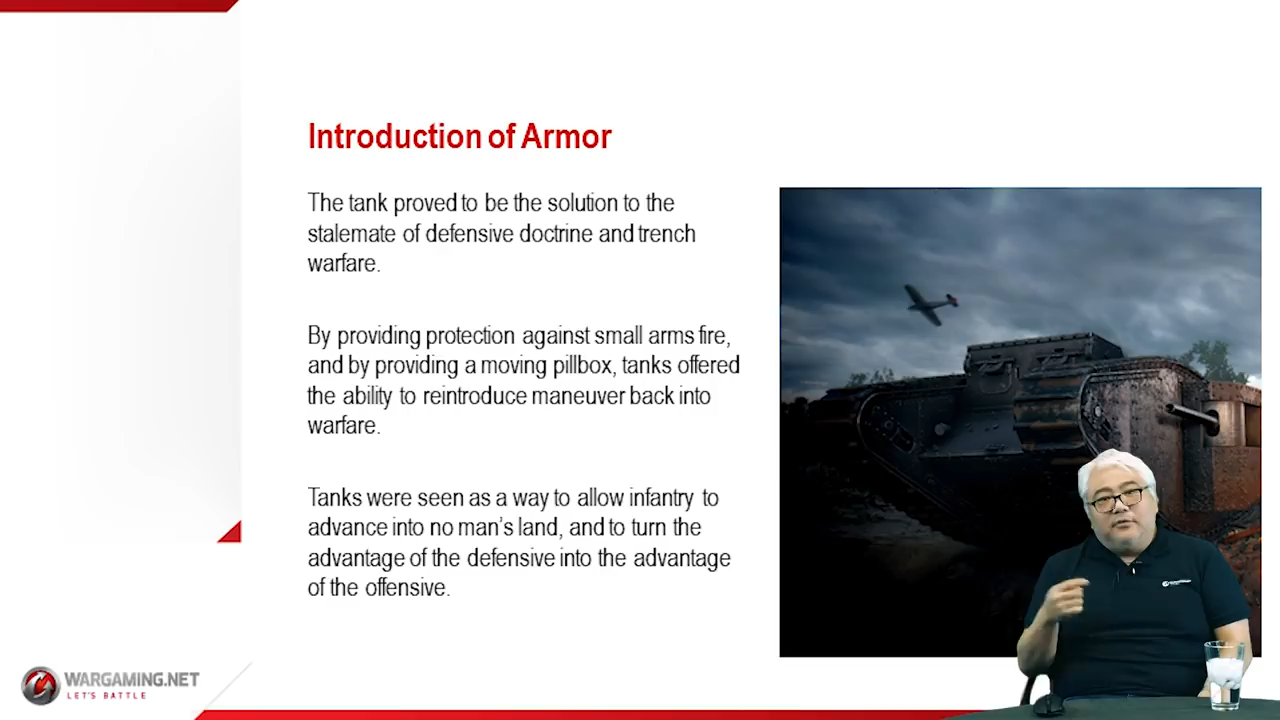 Introduction of Armor
The tank proved to be the solution to the
stalemate of defensive doctrine and trench
warfare.
By providing protection against small arms fire,
and by providing a moving pillbox, tanks offered
the ability to reintroduce maneuver back into
warfare.
Tanks were seen as a way to allow infantry to
advance into no man's land, and to turn the
advantage of the defensive into the advantage
of the offensive.
WARGAMING.NET
LET'S BATTLE